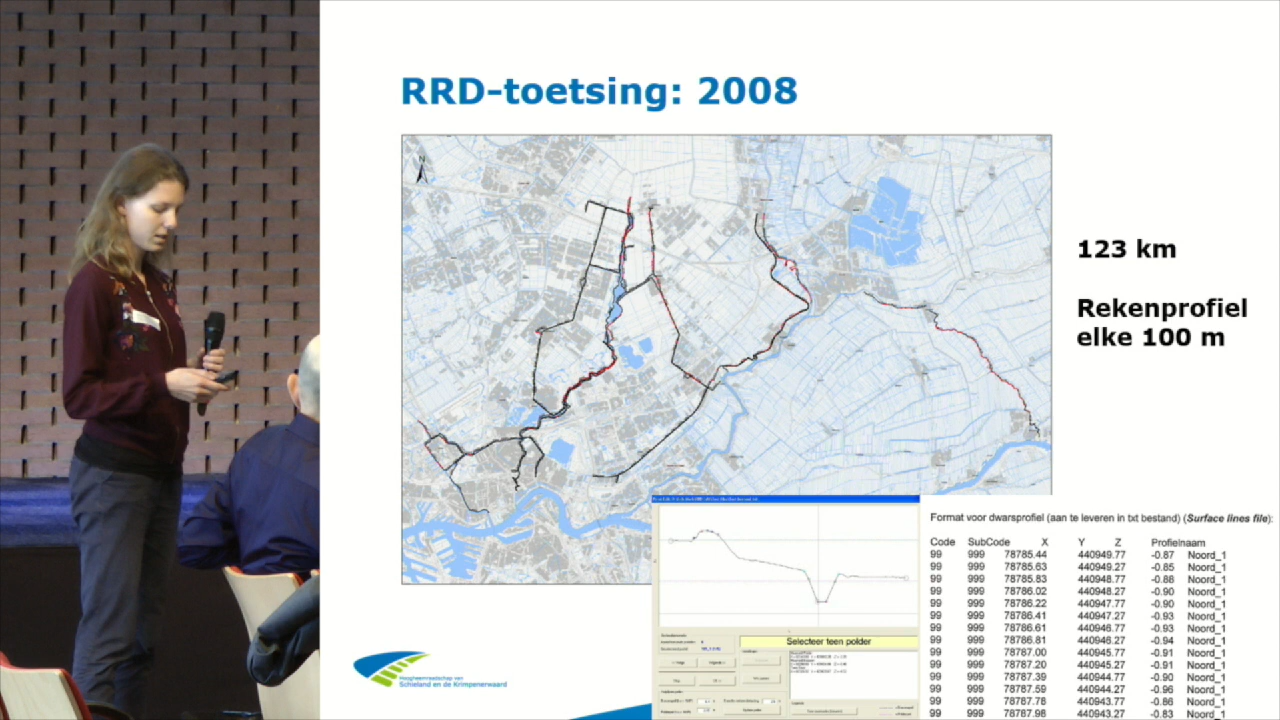 RRD-toetsing: 2008
N
123 km
Rekenprofiel
elke 100 m
Format voor dwarsprofiel (aan te leveren in txt bestand) (Surface lines file):
Code SubCode X Y Z Profielnaam
99 999 78785.44 440949.77 -0.87 Noord_1
99 999 78785.63 440949.27 -0.85 Noord_1
99 999 78785.83 440948.77 -0.88 Noord_1
99 999 78786.02 440948.27 -0.90 Noord_1
99 999 78786.22 440947.77 -0.90 Noord_1
99 999 78786.41 440947.27 -0.93 Noord_1
99 999 78786.61 440946.77 -0.93 Noord_1
99 999 78786.81 440946.27 -0.94 Noord_1
99 999 78787.00 440945.77 -0.91 Noord_1
99 999 78787.20 440945.27 -0.91 Noord_1
99 999 78787.39 440944.77 -0.90 Noord_1
99 999 78787.59 440944.27 -0.96 Noord_1
99 999 78787.78 440943.77 -0.86 Noord_1
99 999 78787.98 440943.27 -0.83 Noord_1
Selecteer teen polder
Hoogheemraadschap van
Schieland en de Krimpenerwaard